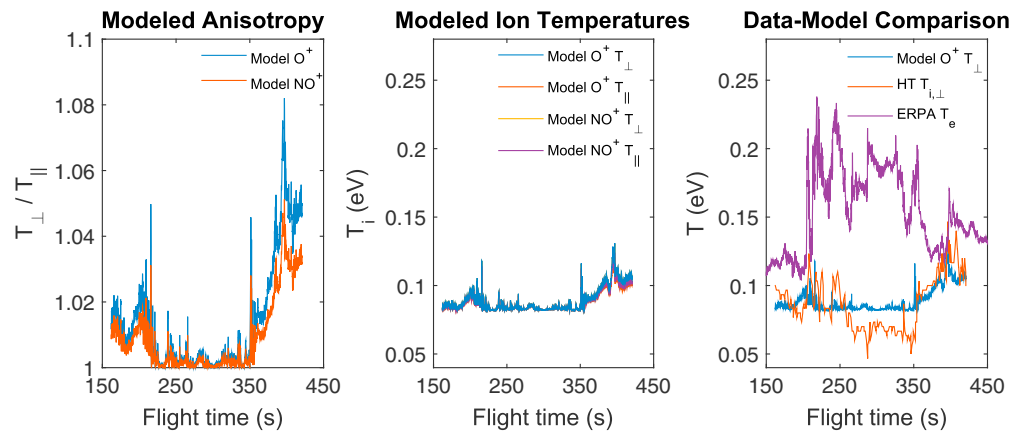 Modeled Anisotropy
1.1
1.08
1.06
1.04
1.02
1
T⊥ / T||
Model O+
Model NO+
150
250
350
450
Flight time (s)
Modeled Ion Temperatures
0.25
0.2
0.15
0.1
0.05
Ti (eV)
Model O+ T⊥
Model O+ T||
Model NO+ T⊥
Model NO+ T||
150
250
350
450
Flight time (s)
Data-Model Comparison
0.25
0.2
0.15
0.1
0.05
T (eV)
Model O+ T⊥
HT Ti,⊥
ERPA Te
150
250
350
450
Flight time (s)